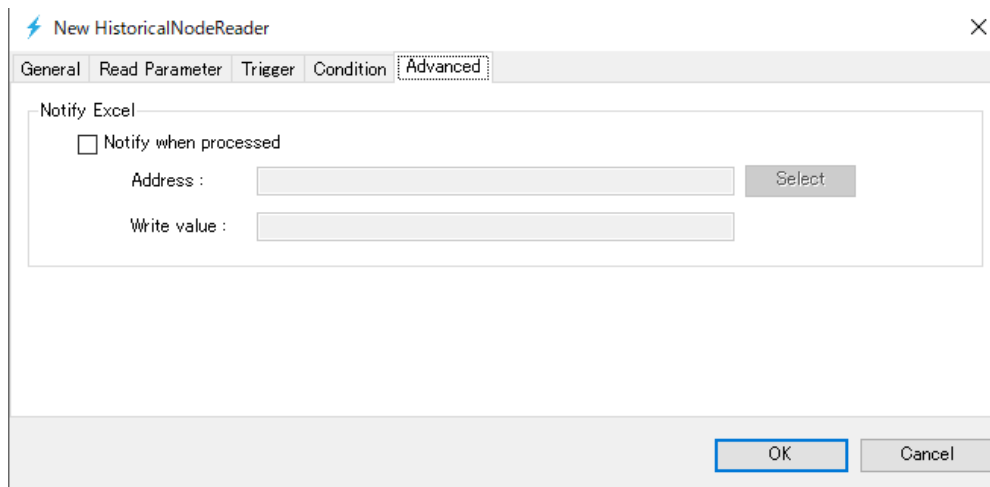 New HistoricalNodeReader
General Read Parameter Trigger Condition Advanced
Notify Excel
Notify when processed
Address : Select
Write value :
OK Cancel